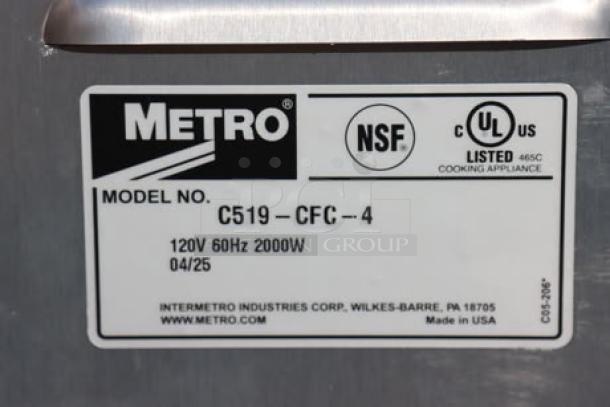 METRO®
NSF®
C UL® US
LISTED 465C
COOKING APPLIANCE
MODEL NO.
C519-CFC-4
120V 60Hz 2000W
GROUP
04/25
INTERMETRO INDUSTRIES CORP., WILKES-BARRE, PA 18705
WWW.METRO.COM Made in USA
C05-206*